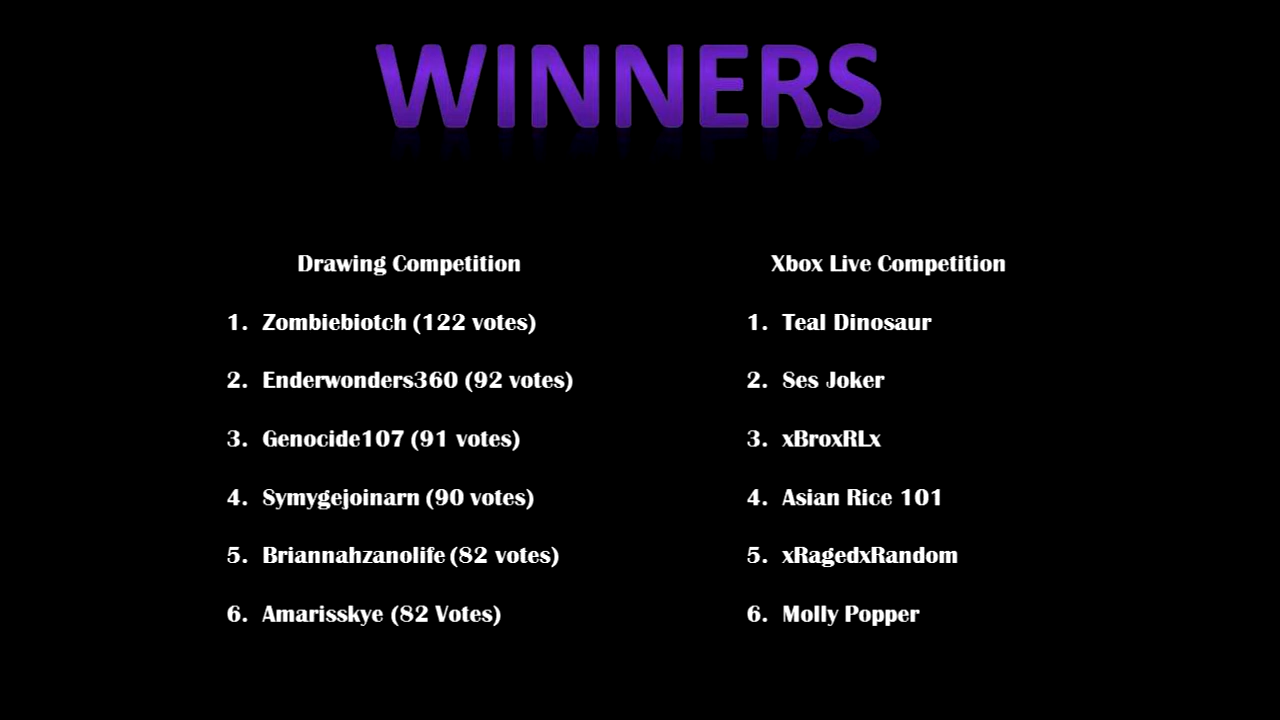 WINNERS
Drawing Competition
1. Zombiebiotch (122 votes)
2. Enderwonders360 (92 votes)
3. Genocide107 (91 votes)
4. Symygejoinarn (90 votes)
5. Briannahzanolife (82 votes)
6. Amarisskye (82 Votes)
Xbox Live Competition
1. Teal Dinosaur
2. Ses Joker
3. xBroxRLx
4. Asian Rice 101
5. xRagedxRandom
6. Molly Popper